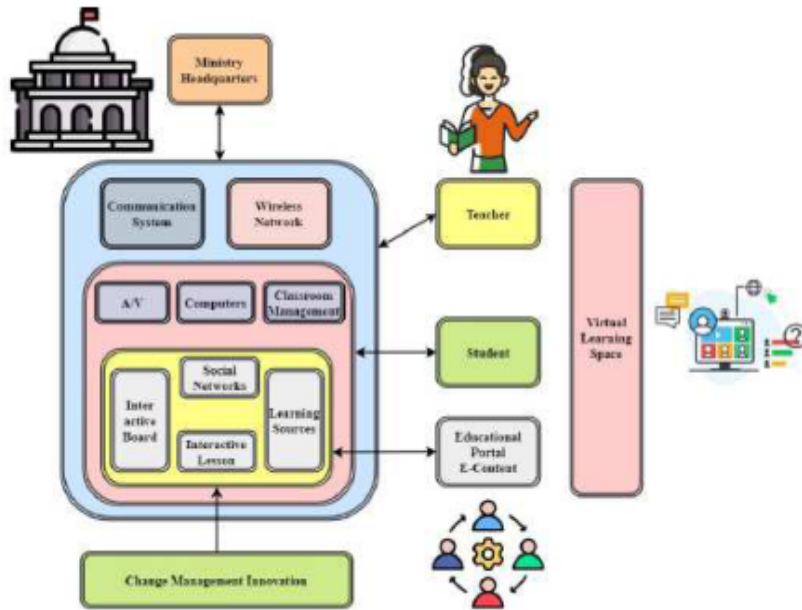 Ministry
Headquarters
Communication
System
Wireless
Network
Teacher
A/V
Computers
Classroom
Management
Virtual
Learning
Space
Social
Networks
Student
Inter
active
Board
Learning
Sources
Interactive
Lesson
Educational
Portal
E-Content
Change Management Innovation